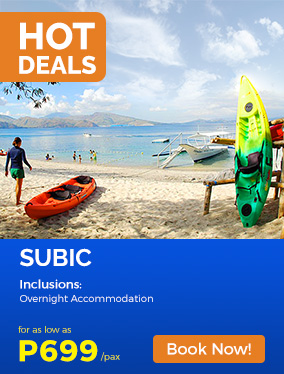 HOT
DEALS
SUBIC
Inclusions:
Overnight Accommodation
for as low as
P699/pax
Book Now!